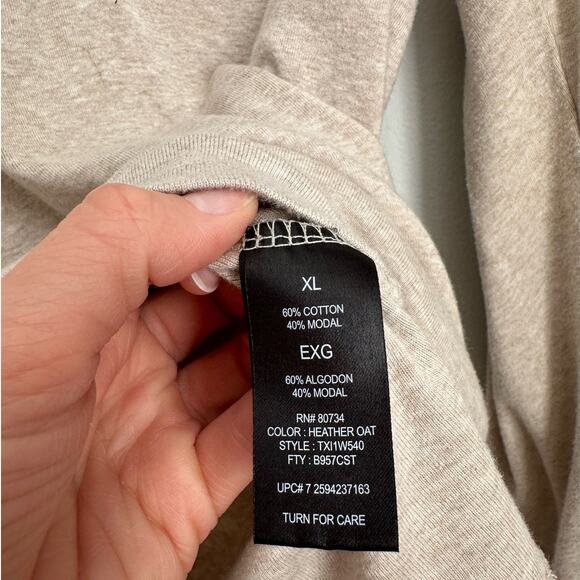 XL
60% COTTON
40% MODAL
EXG
60% ALGODON
40% MODAL
RN# 80734
COLOR : HEATHER OAT
STYLE : TXI1W540
FTY : B957CST
UPC# 7 2594237163
TURN FOR CARE